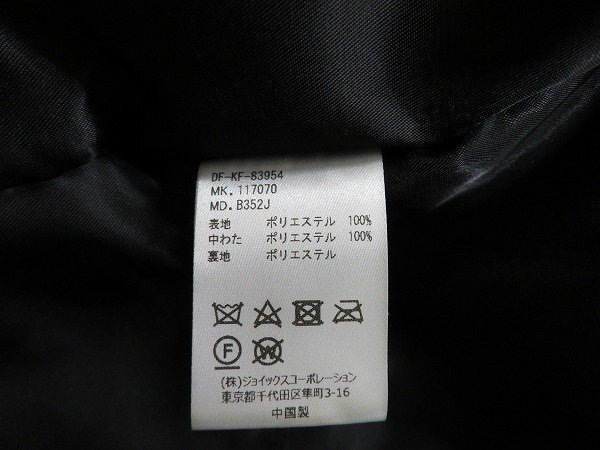 DF-KF-83954
MK. 117070
MD. B352J
表地 ポリエステル 100%
中わた ポリエステル 100%
裏地 ポリエステル
F
W
(株)ジョイックスコーポレーション
東京都千代田区隼町3-16
中国製